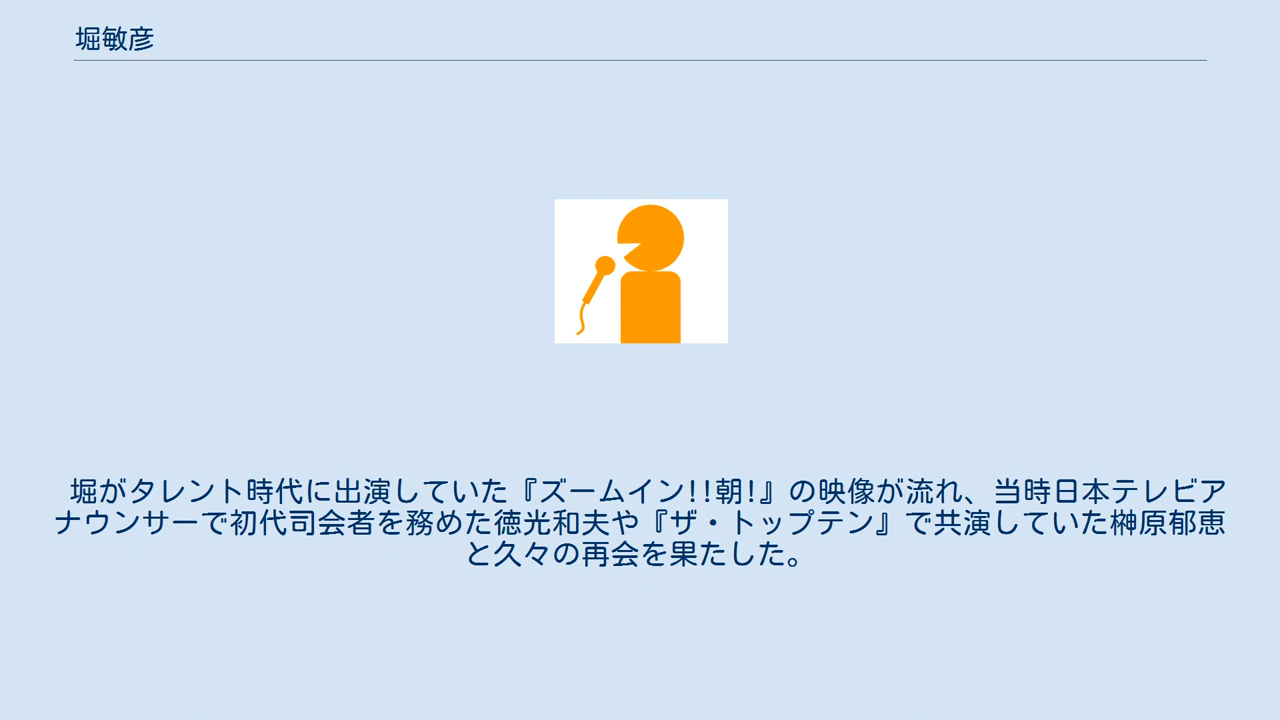 堀敏彦
堀がタレント時代に出演していた『ズームイン!!朝!』の映像が流れ、当時日本テレビア
ナウンサーで初代司会者を務めた徳光和夫や『ザ・トップテン』で共演していた榊原郁恵
と久々の再会を果たした。